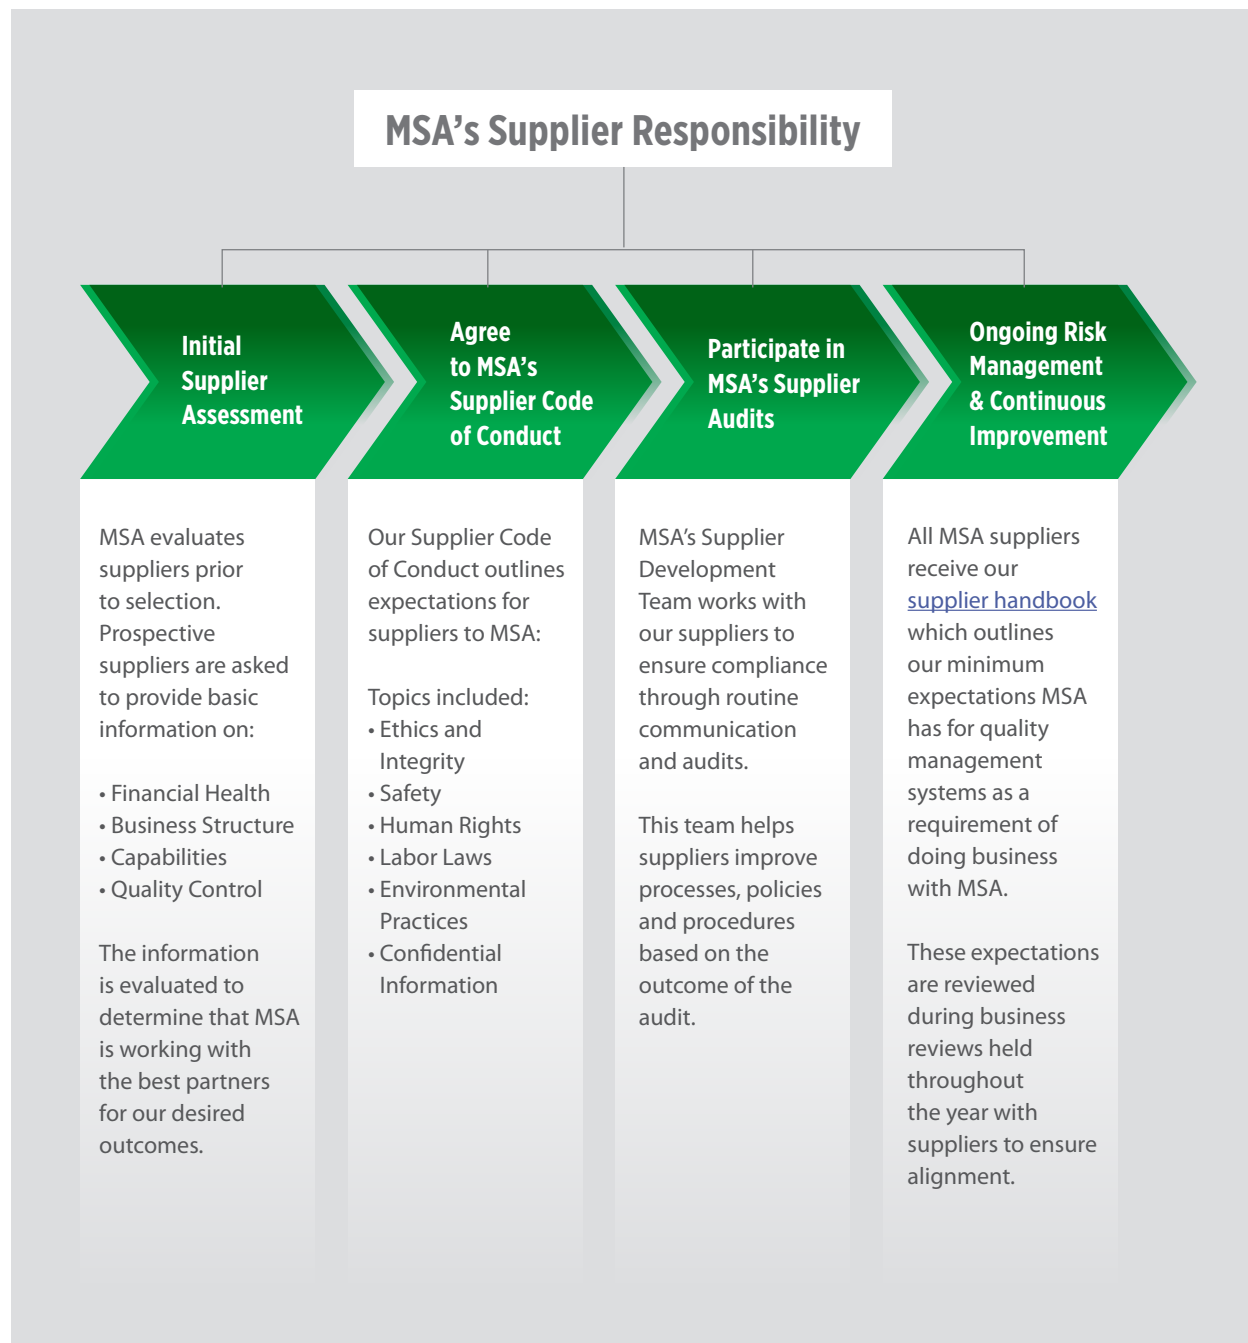 MSA’s Supplier Responsibility
Initial
Supplier
Assessment
MSA evaluates
suppliers prior
to selection.
Prospective
suppliers are asked
to provide basic
information on:
• Financial Health
• Business Structure
• Capabilities
• Quality Control
The information
is evaluated to
determine that MSA
is working with
the best partners
for our desired
outcomes.
Agree
to MSA’s
Supplier Code
of Conduct
Our Supplier Code
of Conduct outlines
expectations for
suppliers to MSA:
Topics included:
• Ethics and
Integrity
• Safety
• Human Rights
• Labor Laws
• Environmental
Practices
• Confidential
Information
Participate in
MSA’s Supplier
Audits
MSA’s Supplier
Development
Team works with
our suppliers to
ensure compliance
through routine
communication
and audits.
This team helps
suppliers improve
processes, policies
and procedures
based on the
outcome of the
audit.
Ongoing Risk
Management
& Continuous
Improvement
All MSA suppliers
receive our
supplier handbook
which outlines
our minimum
expectations MSA
has for quality
management
systems as a
requirement of
doing business
with MSA.
These expectations
are reviewed
during business
reviews held
throughout
the year with
suppliers to ensure
alignment.